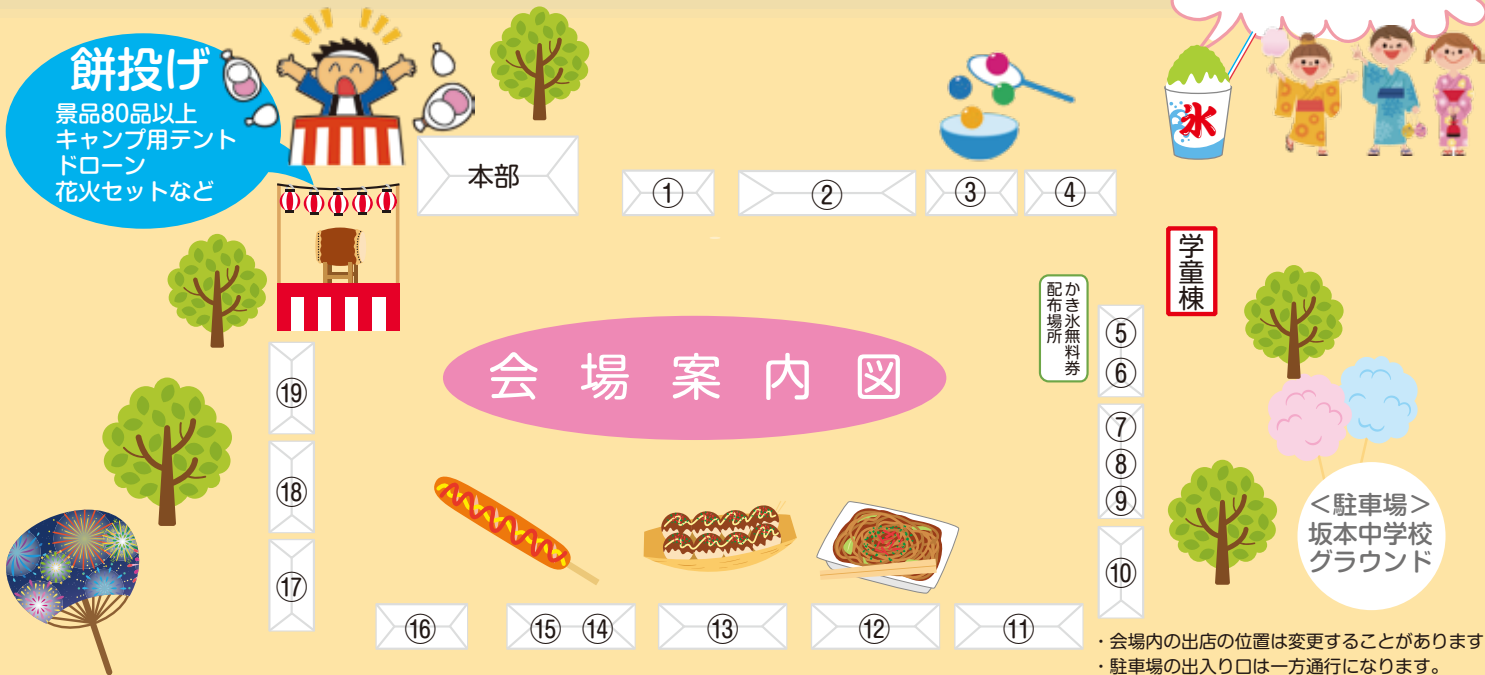 餅投げ
景品80品以上
キャンプ用テント
ドローン
花火セットなど
氷
本部
①
②
③
④
学童棟
かき氷無料券
配布場所
⑤
⑥
⑦
⑧
⑨
⑩
会場案内図
⑲
⑱
⑰
⑯
⑮ ⑭
⑬
⑫
⑪
＜駐車場＞
坂本中学校
グラウンド
・会場内の出店の位置は変更することがあります
・駐車場の出入り口は一方通行になります。